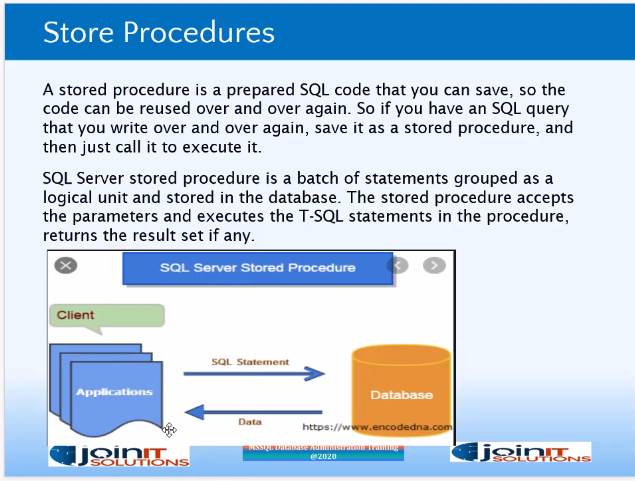 Store Procedures
A stored procedure is a prepared SQL code that you can save, so the
code can be reused over and over again. So if you have an SQL query
that you write over and over again, save it as a stored procedure, and
then just call it to execute it.
SQL Server stored procedure is a batch of statements grouped as a
logical unit and stored in the database. The stored procedure accepts
the parameters and executes the T-SQL statements in the procedure,
returns the result set if any.
SQL Server Stored Procedure
Client
SQL Statement
Applications
Database
Data
https://www.encodedna.com
JOINIT
SOLUTIONS
MSSQL Database Administration Training
@2020
JOINIT
SOLUTIONS